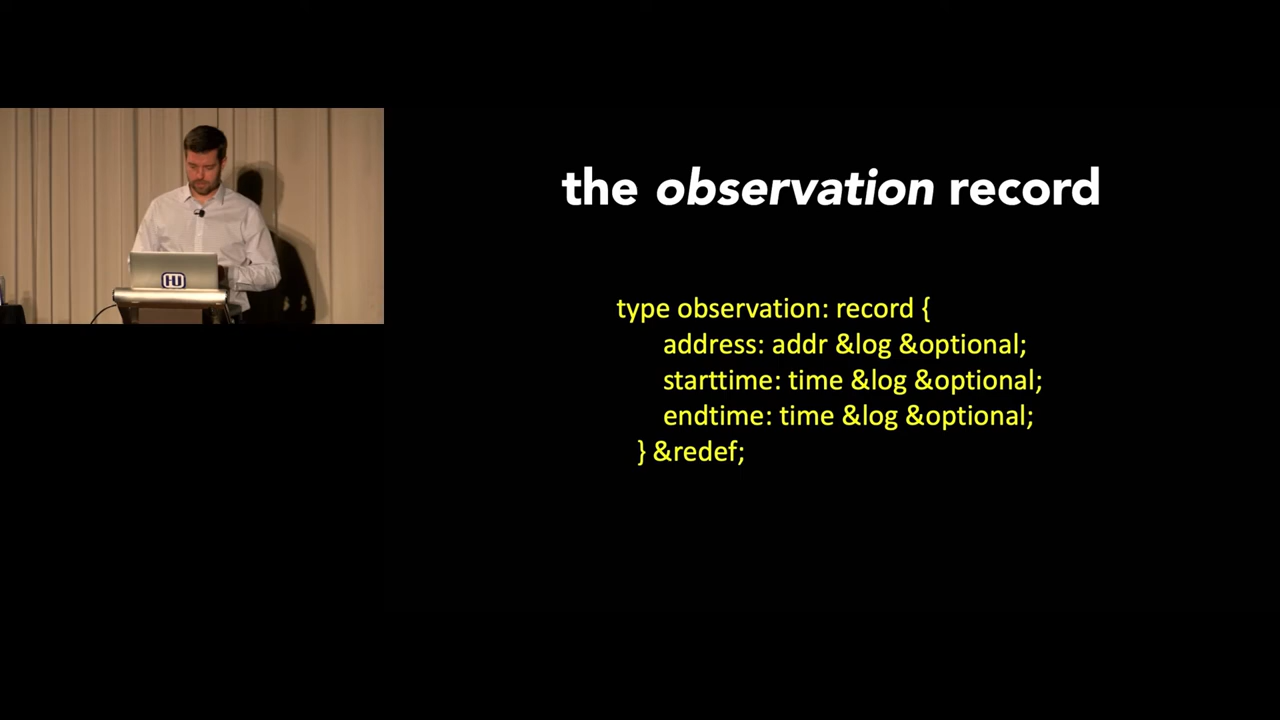 the observation record
type observation: record {
address: addr &log &optional;
starttime: time &log &optional;
endtime: time &log &optional;
} &redef;